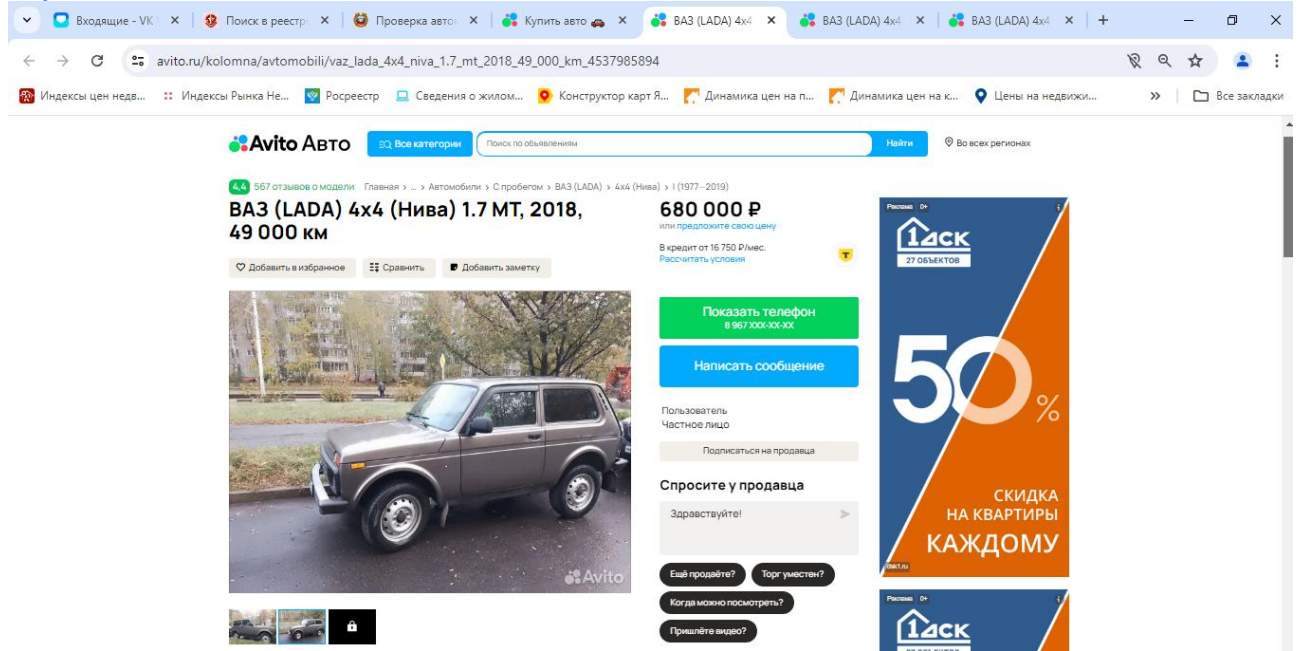 Входящие - VK
Поиск в реестр
Проверка авто
Купить авто
ВАЗ (LADA) 4x4
ВАЗ (LADA) 4x4
ВАЗ (LADA) 4x4
avito.ru/kolomna/avtomobili/vaz_lada_4x4_niva_1.7_mt_2018_49_000_km_4537985894
Индексы цен недв...
Индексы Рынка Не...
Росреестр
Сведения о жилом...
Конструктор карт Я...
Динамика цен на п...
Динамика цен на к...
Цены на недвижи...
Все закладки
Avito Авто
Все категории
Поиск по объявлениям
Найти
Во всех регионах
4,4 567 отзывов о модели Главная > ... > Автомобили > С пробегом > ВАЗ (LADA) > 4x4 (Нива) > I (1977–2019)
ВАЗ (LADA) 4x4 (Нива) 1.7 MT, 2018,
49 000 км
Добавить в избранное
Сравнить
Добавить заметку
680 000 ₽
или предложите свою цену
В кредит от 16 750 ₽/мес.
Рассчитать условия
Т
Показать телефон
8 967 XXX-XX-XX
Написать сообщение
Пользователь
Частное лицо
Подписаться на продавца
Спросите у продавца
Здравствуйте!
Ещё продаёте?
Торг уместен?
Когда можно посмотреть?
Пришлёте видео?
Avito
Реклама 0+
1ДСК
27 ОБЪЕКТОВ
50%
СКИДКА
НА КВАРТИРЫ
КАЖДОМУ
dsk1.ru
Реклама 0+
1ДСК